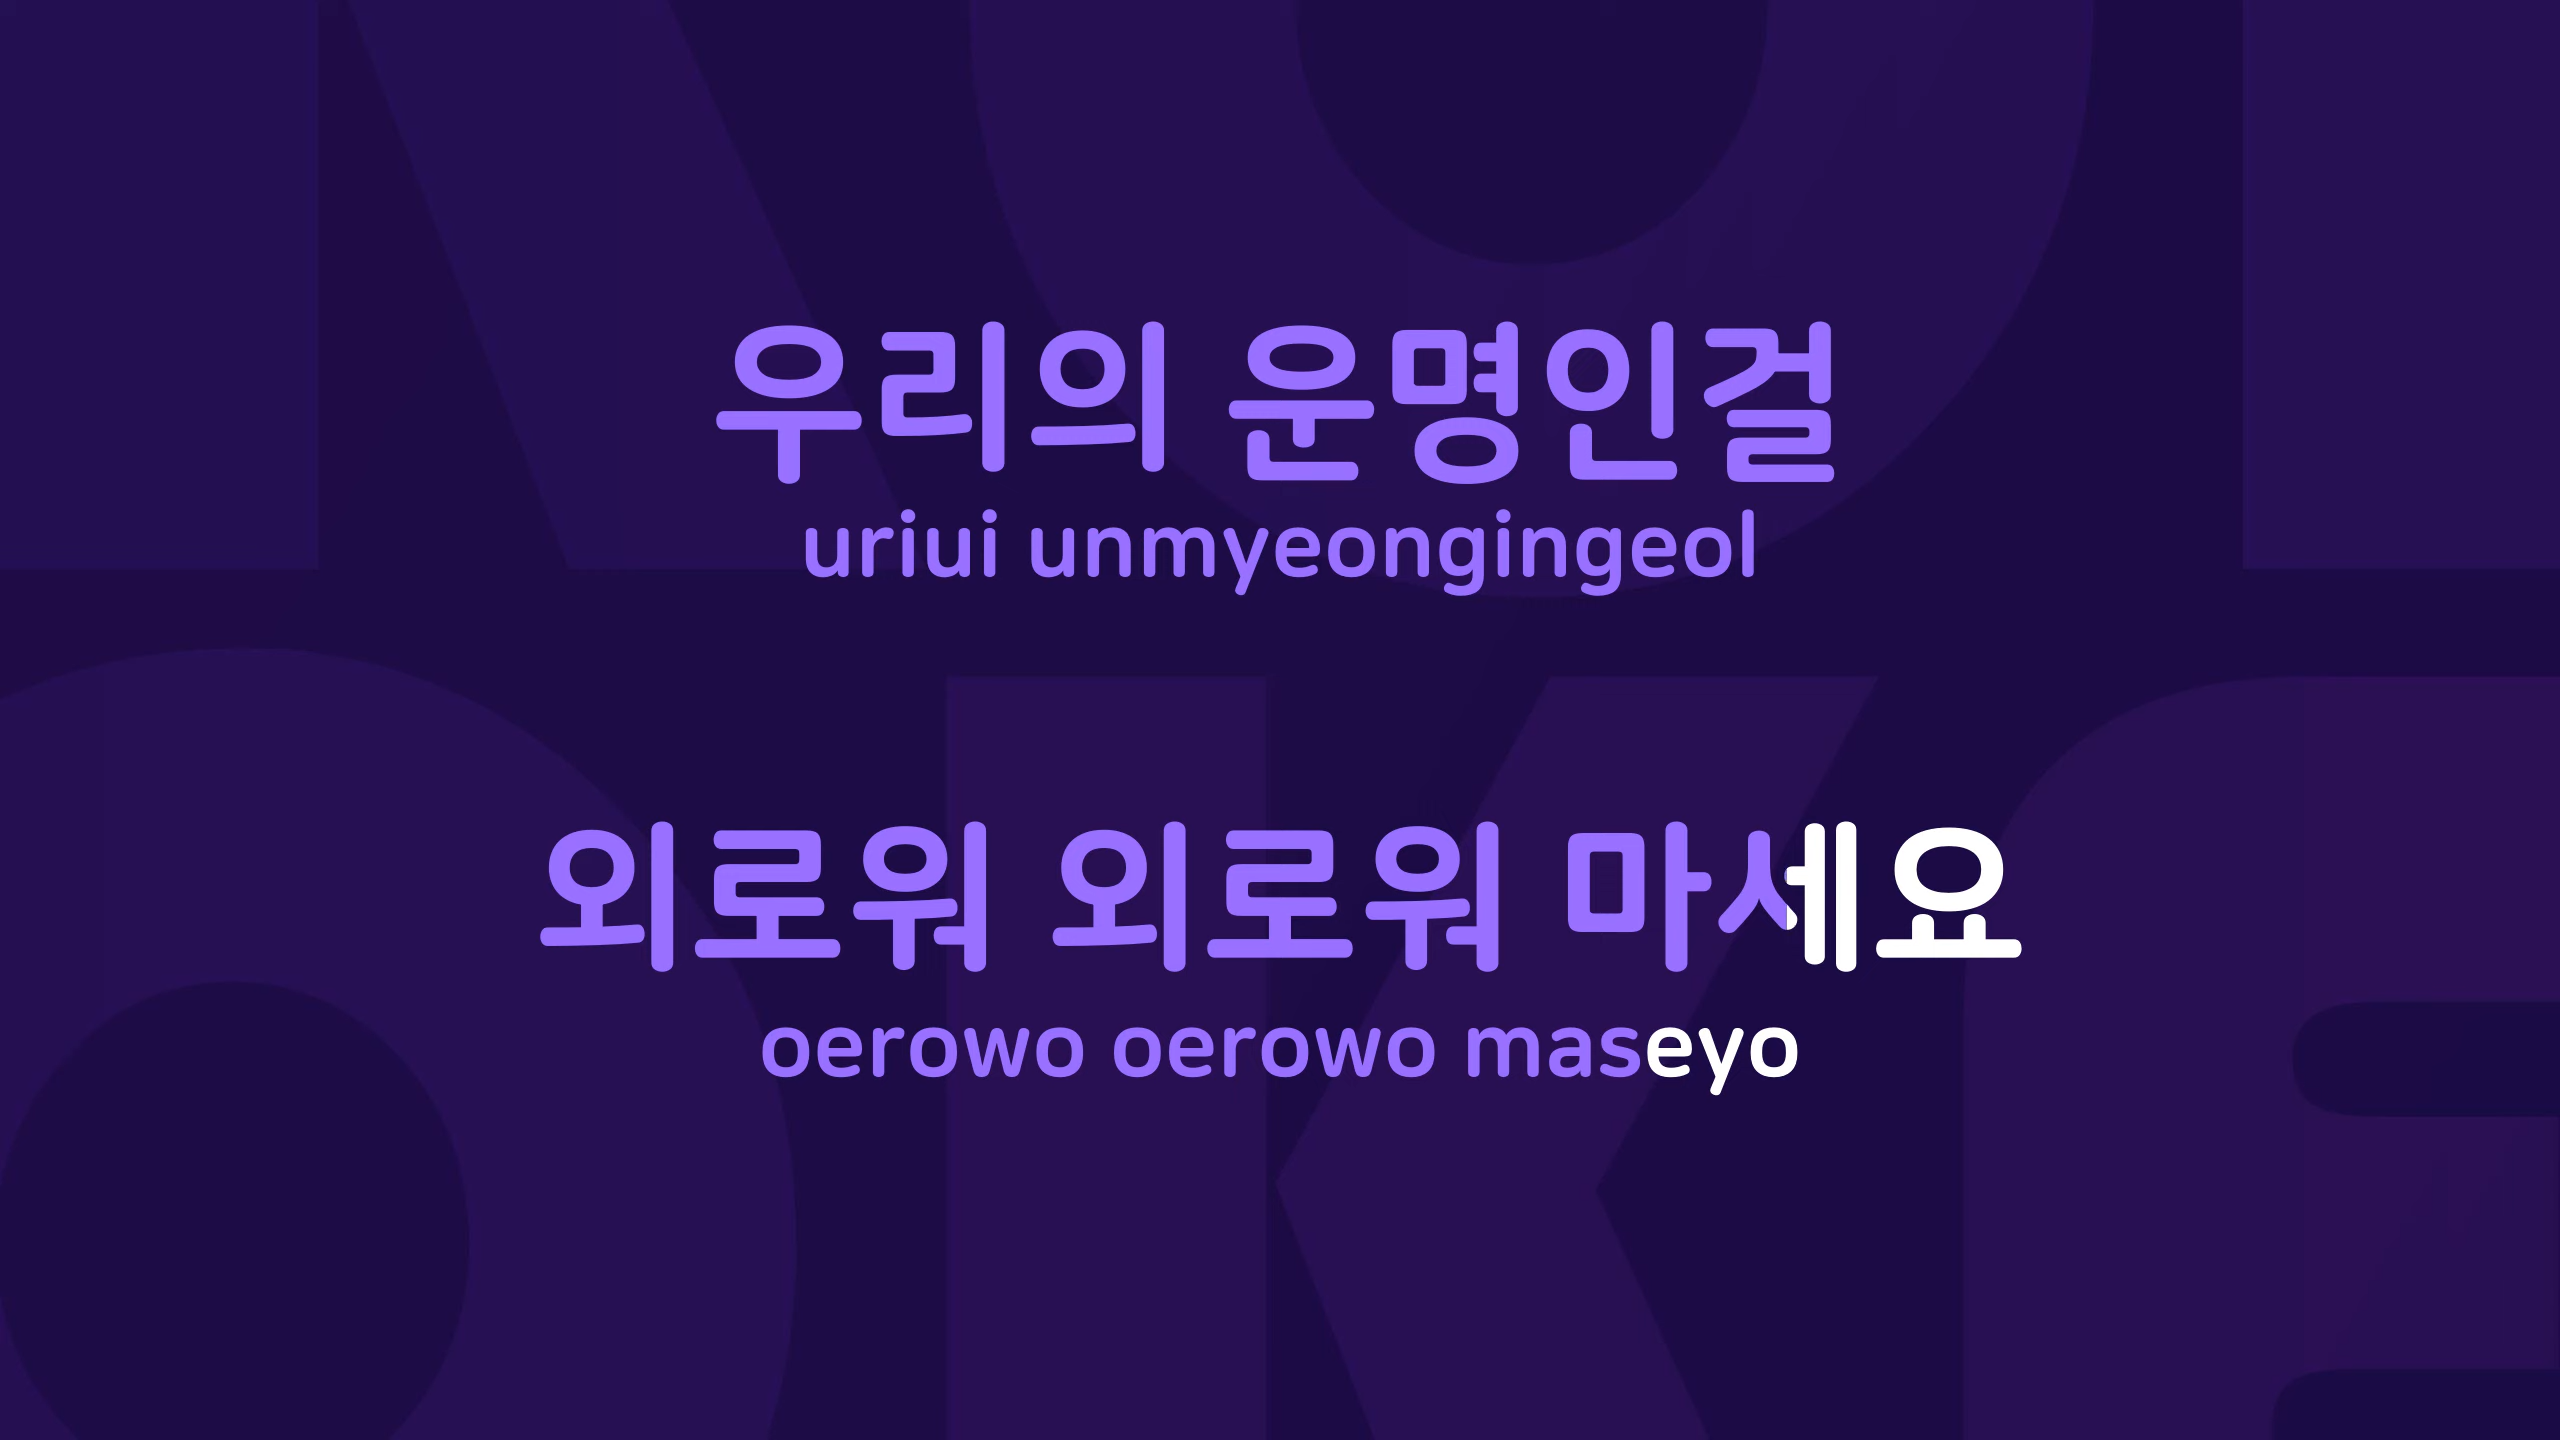 우리의 운명인걸
uriui unmyeongingeol
외로워 외로워 마세요
oerowo oerowo maseyo